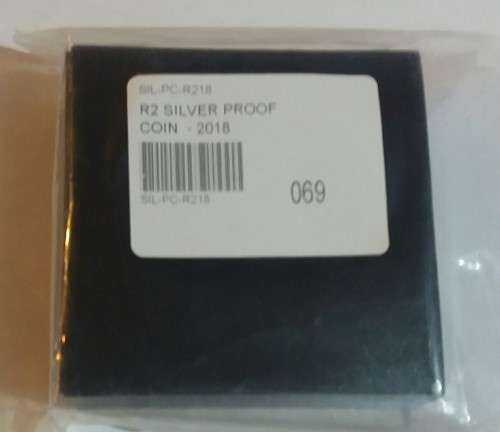 SIL-PC-R218
R2 SILVER PROOF
COIN - 2018
SIL-PC-R218
069